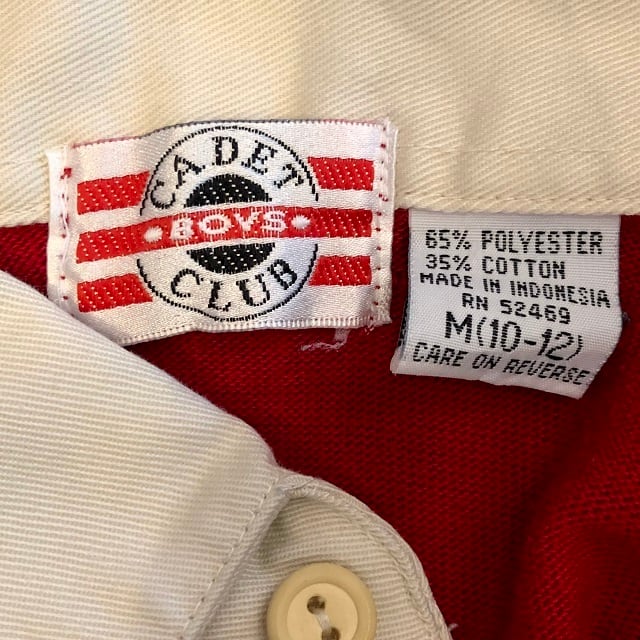 CADET
BOYS
CLUB
65% POLYESTER
35% COTTON
MADE IN INDONESIA
RN 52469
M(10-12)
CARE ON REVERSE